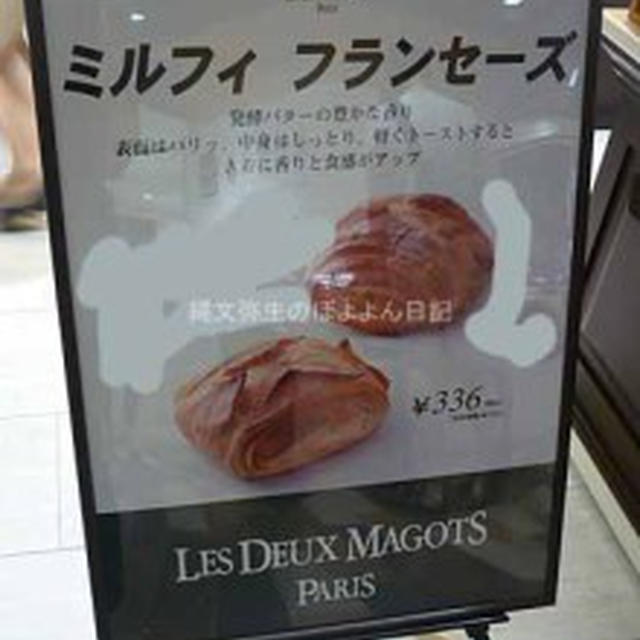 ミルフィ フランセーズ
発酵バターの豊かな香り
表面はパリッ、中身はしっとり。軽くトーストすると
さらに香りと食感がアップ
縄文弥生のぽよよん日記
¥336
LES DEUX MAGOTS
PARIS